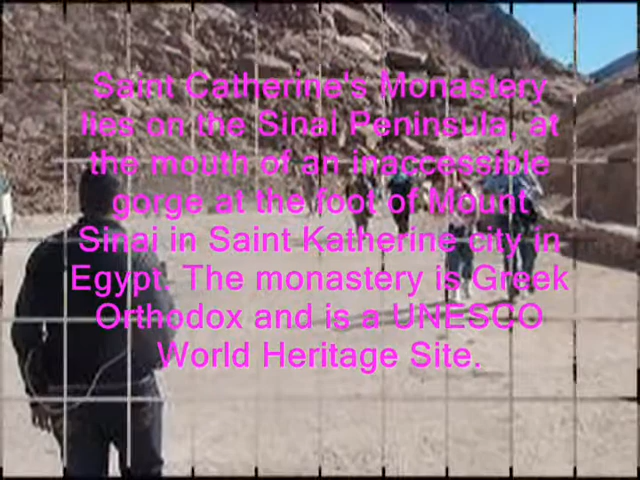 Saint Catherine's Monastery
lies on the Sinai Peninsula, at
the mouth of an inaccessible
gorge at the foot of Mount
Sinai in Saint Katherine city in
Egypt. The monastery is Greek
Orthodox and is a UNESCO
World Heritage Site.